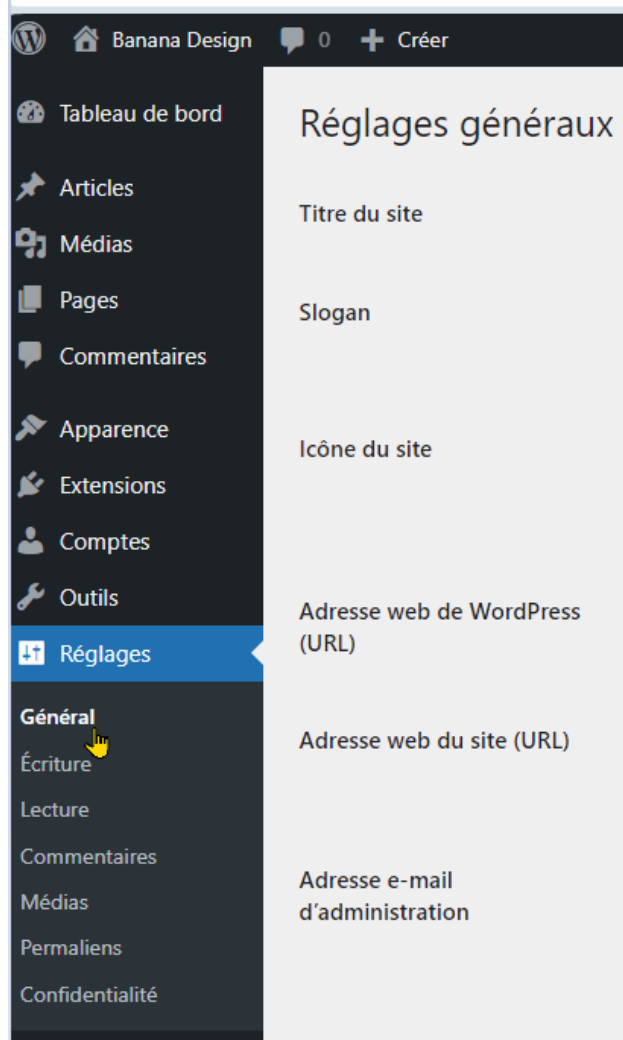 Banana Design 0 Créer
Tableau de bord
Articles
Médias
Pages
Commentaires
Apparence
Extensions
Comptes
Outils
Réglages
Général
Écriture
Lecture
Commentaires
Médias
Permaliens
Confidentialité
Réglages généraux
Titre du site
Slogan
Icône du site
Adresse web de WordPress
(URL)
Adresse web du site (URL)
Adresse e-mail
d’administration